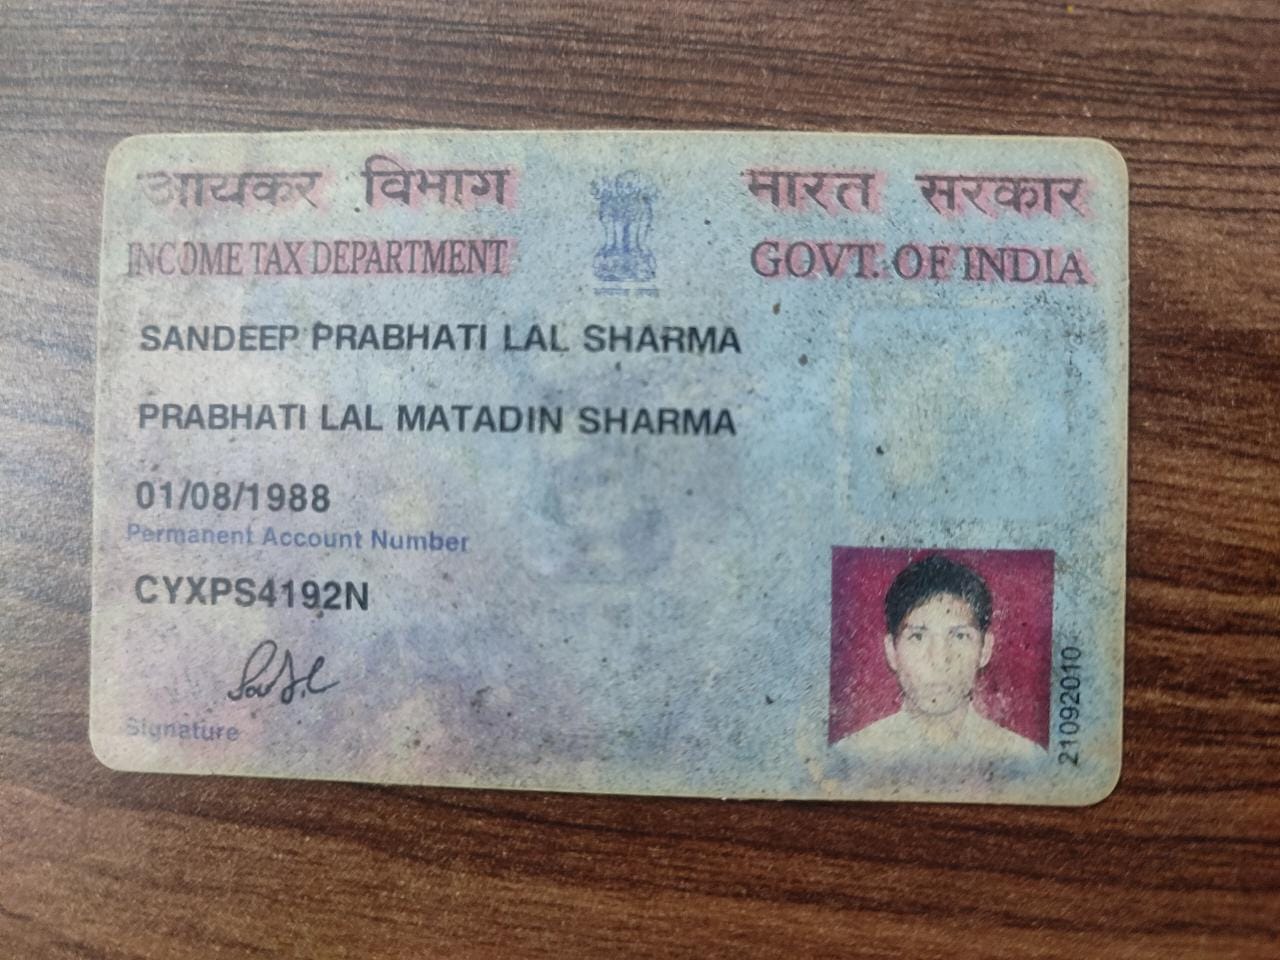 आयकर विभाग
भारत सरकार
INCOME TAX DEPARTMENT
GOVT. OF INDIA
SANDEEP PRABHATI LAL SHARMA
PRABHATI LAL MATADIN SHARMA
01/08/1988
Permanent Account Number
CYXPS4192N
Signature
21092010